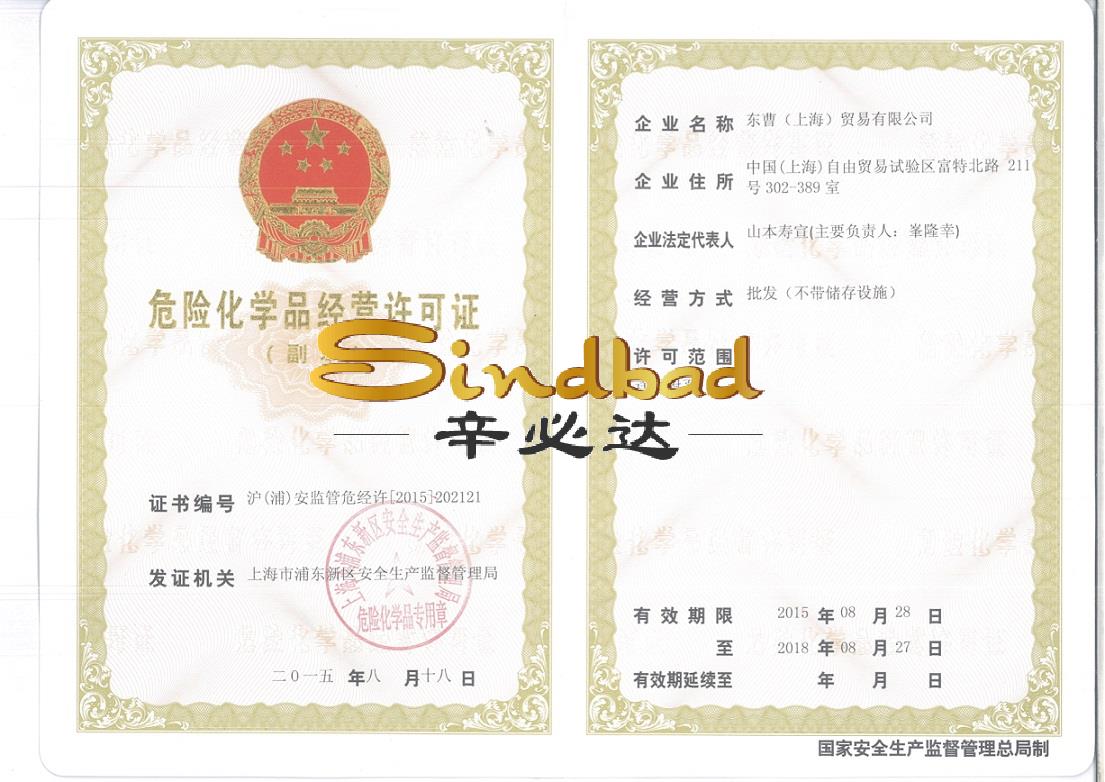 危险化学品经营许可证
（副
证书编号 沪(浦)安监管危经许[2015]202121
发证机关 上海市浦东新区安全生产监督管理局
上海市浦东新区安全生产监督管理局
危险化学品专用章
二0一五 年八 月十八 日
Sindbad
辛必达
企业名称 东曹（上海）贸易有限公司
企业住所 中国(上海)自由贸易试验区富特北路 211
号 302-389 室
企业法定代表人 山本寿宣(主要负责人：峯隆幸)
经营方式 批发（不带储存设施）
许可范围
有效期限 2015 年 08 月 28 日
至 2018 年 08 月 27 日
有效期延续至 年 月 日
国家安全生产监督管理总局制